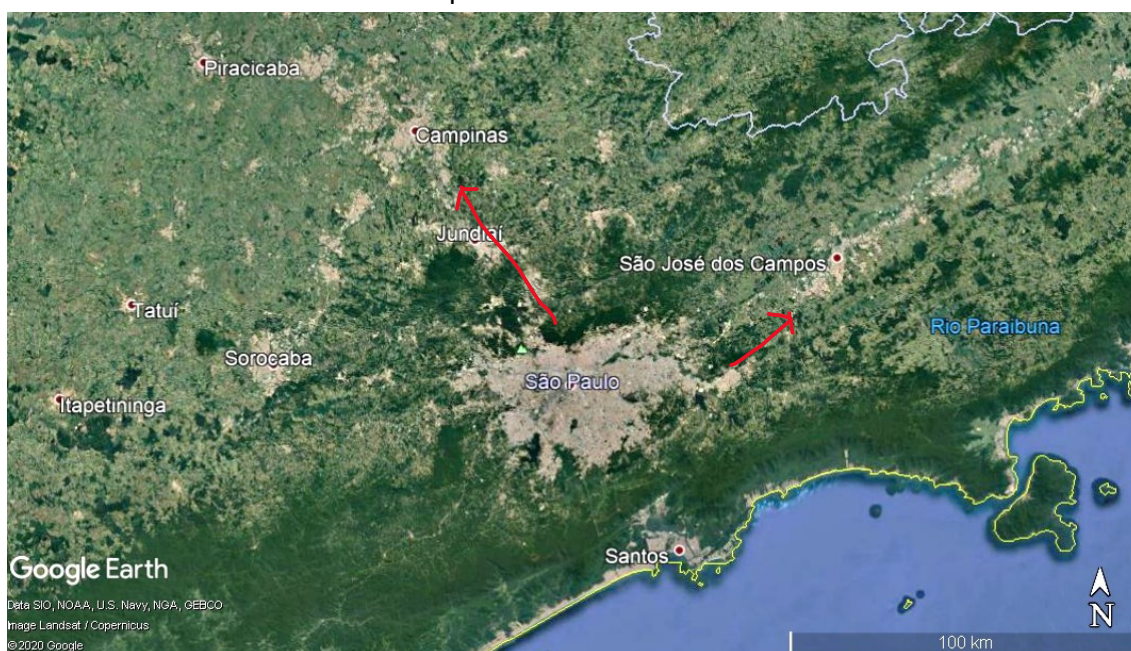 Piracicaba
Campinas
Jundiaí
São José dos Campos
Tatuí
Rio Paraibuna
Sorocaba
São Paulo
Itapetininga
Santos
Google Earth
Data SIO, NOAA, U.S. Navy, NGA, GEBCO
Image Landsat / Copernicus
© 2020 Google
N
100 km